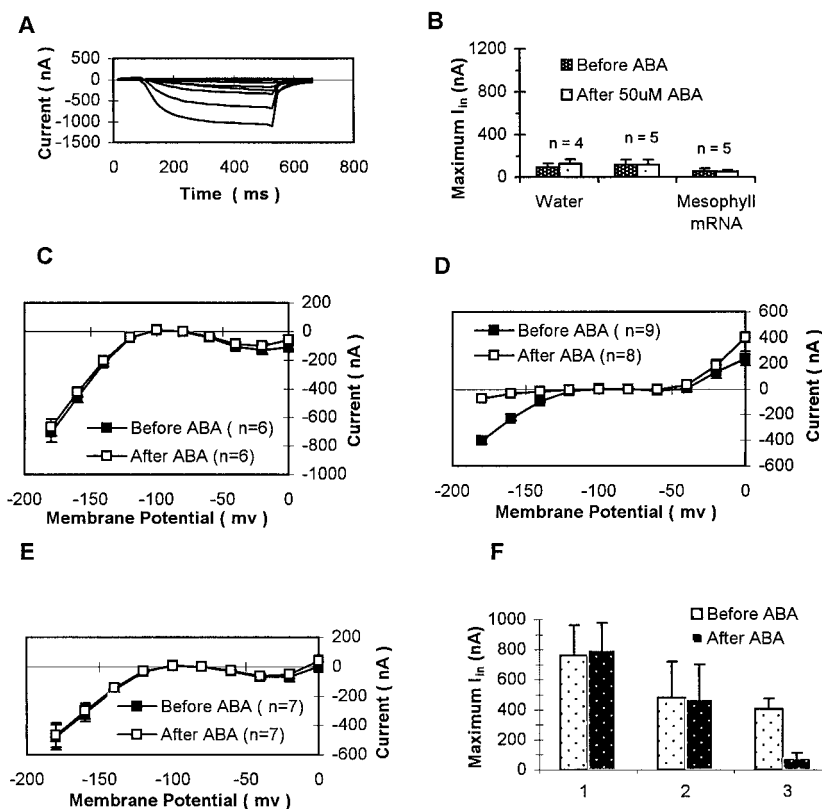 A
500
0
-500
-1000
-1500
Current ( nA)
0 200 400 600 800
Time ( ms)
B
1200
800
400
0
Maximum Iin (nA)
Before ABA
After 50uM ABA
n = 4
n = 5
n = 5
Water
Mesophyll
mRNA
C
200
0
-200
-400
-600
-800
-1000
Current ( nA)
Before ABA ( n=6)
After ABA (n=6)
-200 -150 -100 -50 0
Membrane Potential ( mv)
D
600
400
200
0
-200
-400
-600
Current ( nA)
Before ABA ( n=9)
After ABA (n=8)
-200 -150 -100 -50 0
Membrane Potential ( mv )
E
200
0
-200
-400
-600
Current ( nA)
Before ABA ( n=7)
After ABA (n=7)
-200 -150 -100 -50 0
Membrane Potential ( mv )
F
1000
800
600
400
200
0
Maximum Iin (nA)
Before ABA
After ABA
1 2 3